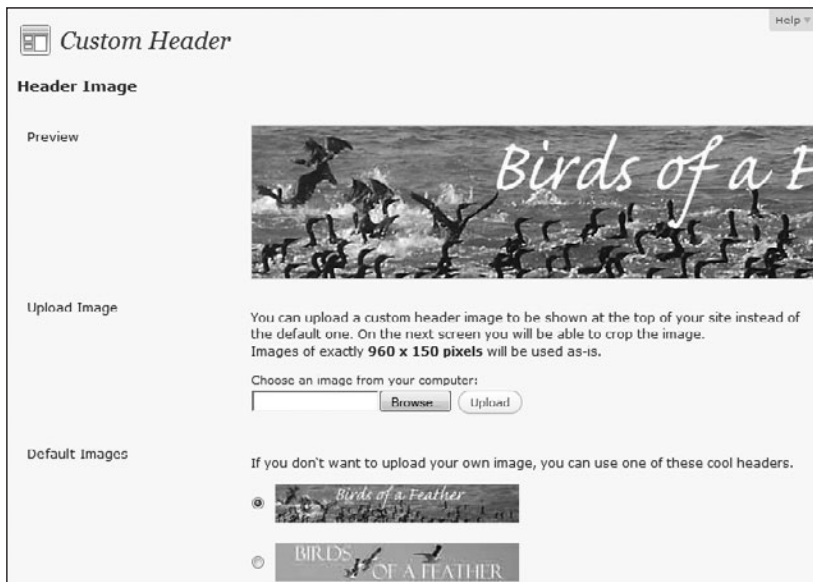 Help
Custom Header
Header Image
Preview
Birds of a F
Upload Image
You can upload a custom header image to be shown at the top of your site instead of
the default one. On the next screen you will be able to crop the image.
Images of exactly 960 x 150 pixels will be used as-is.
Choose an image from your computer:
Browse... Upload
Default Images
If you don't want to upload your own image, you can use one of these cool headers.
Birds of a Feather
BIRDS
OF A FEATHER